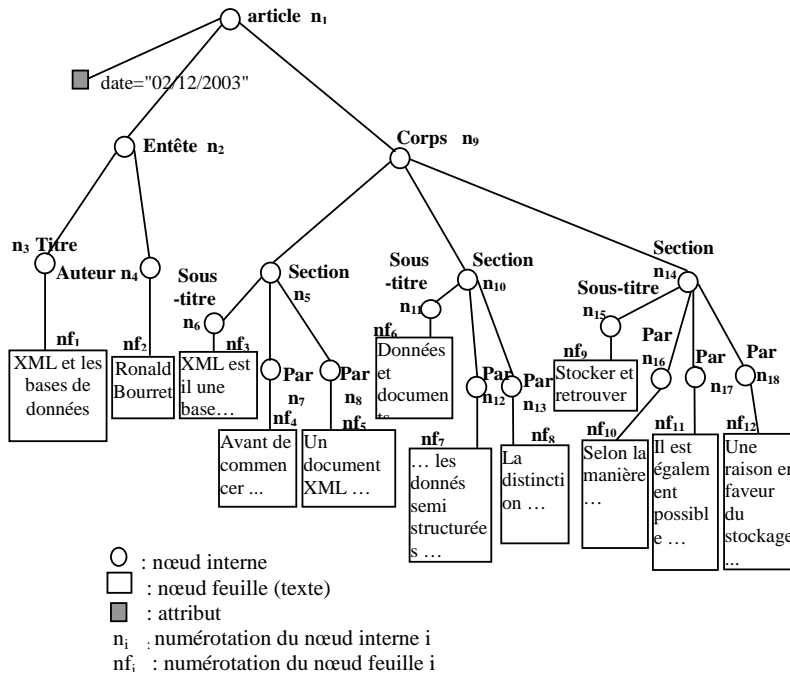 article n1
date="02/12/2003"
Entête n2
Corps n9
n3 Titre
Auteur n4
Sous
-titre
n6
Section
n5
Sous
-titre
n11
Section
n10
Section
n14
Sous-titre
n15
Par
n7
Par
n8
Par
n12
Par
n13
Par
n16
Par
n17
Par
n18
nf1
XML et les
bases de
données
nf2
Ronald
Bourret
nf3
XML est
il une
base…
nf4
Avant de
commen
cer ...
nf5
Un
document
XML …
nf6
Données
et
documen
nf7
… les
donnés
semi
structurée
s …
nf8
La
distincti
on …
nf9
Stocker et
retrouver
nf10
Selon la
manière
…
nf11
Il est
égalem
ent
possibl
e …
nf12
Une
raison en
faveur
du
stockage
...
: nœud interne
: nœud feuille (texte)
: attribut
ni : numérotation du nœud interne i
nfi : numérotation du nœud feuille i